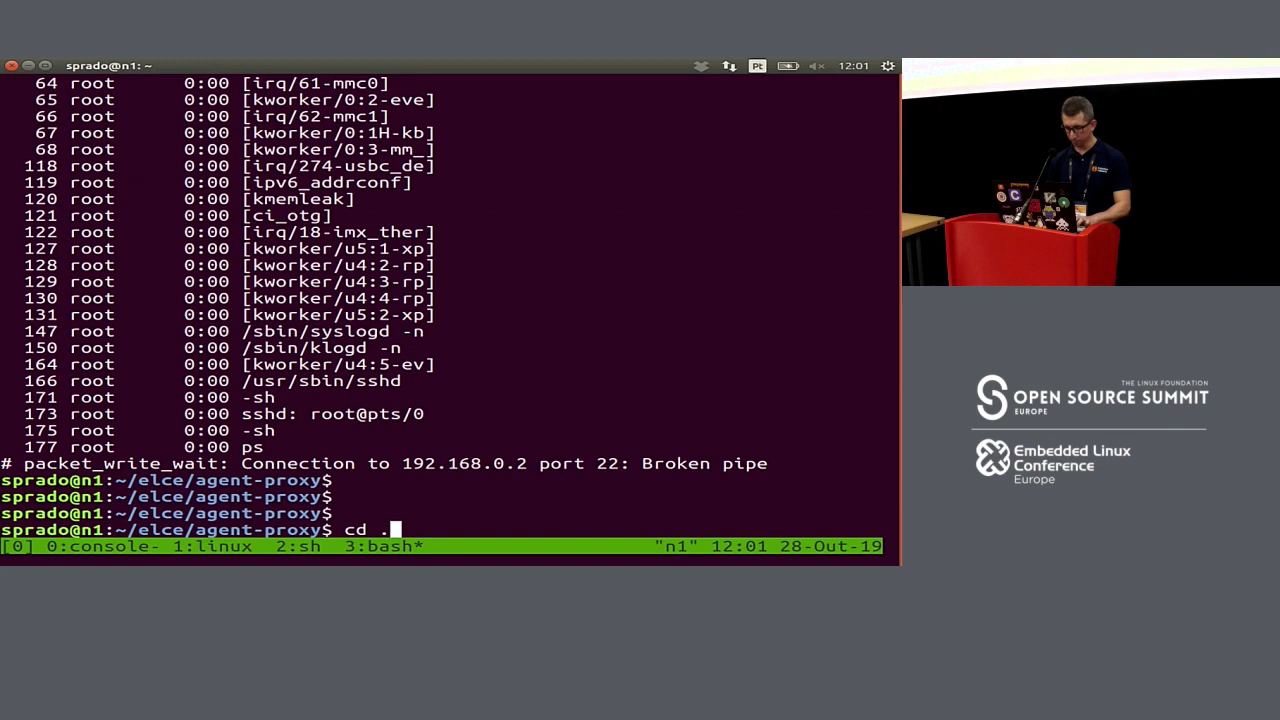 sprado@n1: ~
Pt
12:01
64 root 0:00 [irq/61-mmc0]
65 root 0:00 [kworker/0:2-eve]
66 root 0:00 [irq/62-mmc1]
67 root 0:00 [kworker/0:1H-kb]
68 root 0:00 [kworker/0:3-mm_]
118 root 0:00 [irq/274-usbc_de]
119 root 0:00 [ipv6_addrconf]
120 root 0:00 [kmemleak]
121 root 0:00 [ci_otg]
122 root 0:00 [irq/18-imx_ther]
127 root 0:00 [kworker/u5:1-xp]
128 root 0:00 [kworker/u4:2-rp]
129 root 0:00 [kworker/u4:3-rp]
130 root 0:00 [kworker/u4:4-rp]
131 root 0:00 [kworker/u5:2-xp]
147 root 0:00 /sbin/syslogd -n
150 root 0:00 /sbin/klogd -n
164 root 0:00 [kworker/u4:5-ev]
166 root 0:00 /usr/sbin/sshd
171 root 0:00 -sh
173 root 0:00 sshd: root@pts/0
175 root 0:00 -sh
177 root 0:00 ps
# packet_write_wait: Connection to 192.168.0.2 port 22: Broken pipe
sprado@n1:~/elce/agent-proxy$
sprado@n1:~/elce/agent-proxy$
sprado@n1:~/elce/agent-proxy$
sprado@n1:~/elce/agent-proxy$ cd .
[0] 0:console- 1:linux 2:sh 3:bash* "n1" 12:01 28-Oct-19
THE LINUX FOUNDATION
OPEN SOURCE SUMMIT
EUROPE
Embedded Linux
Conference
Europe